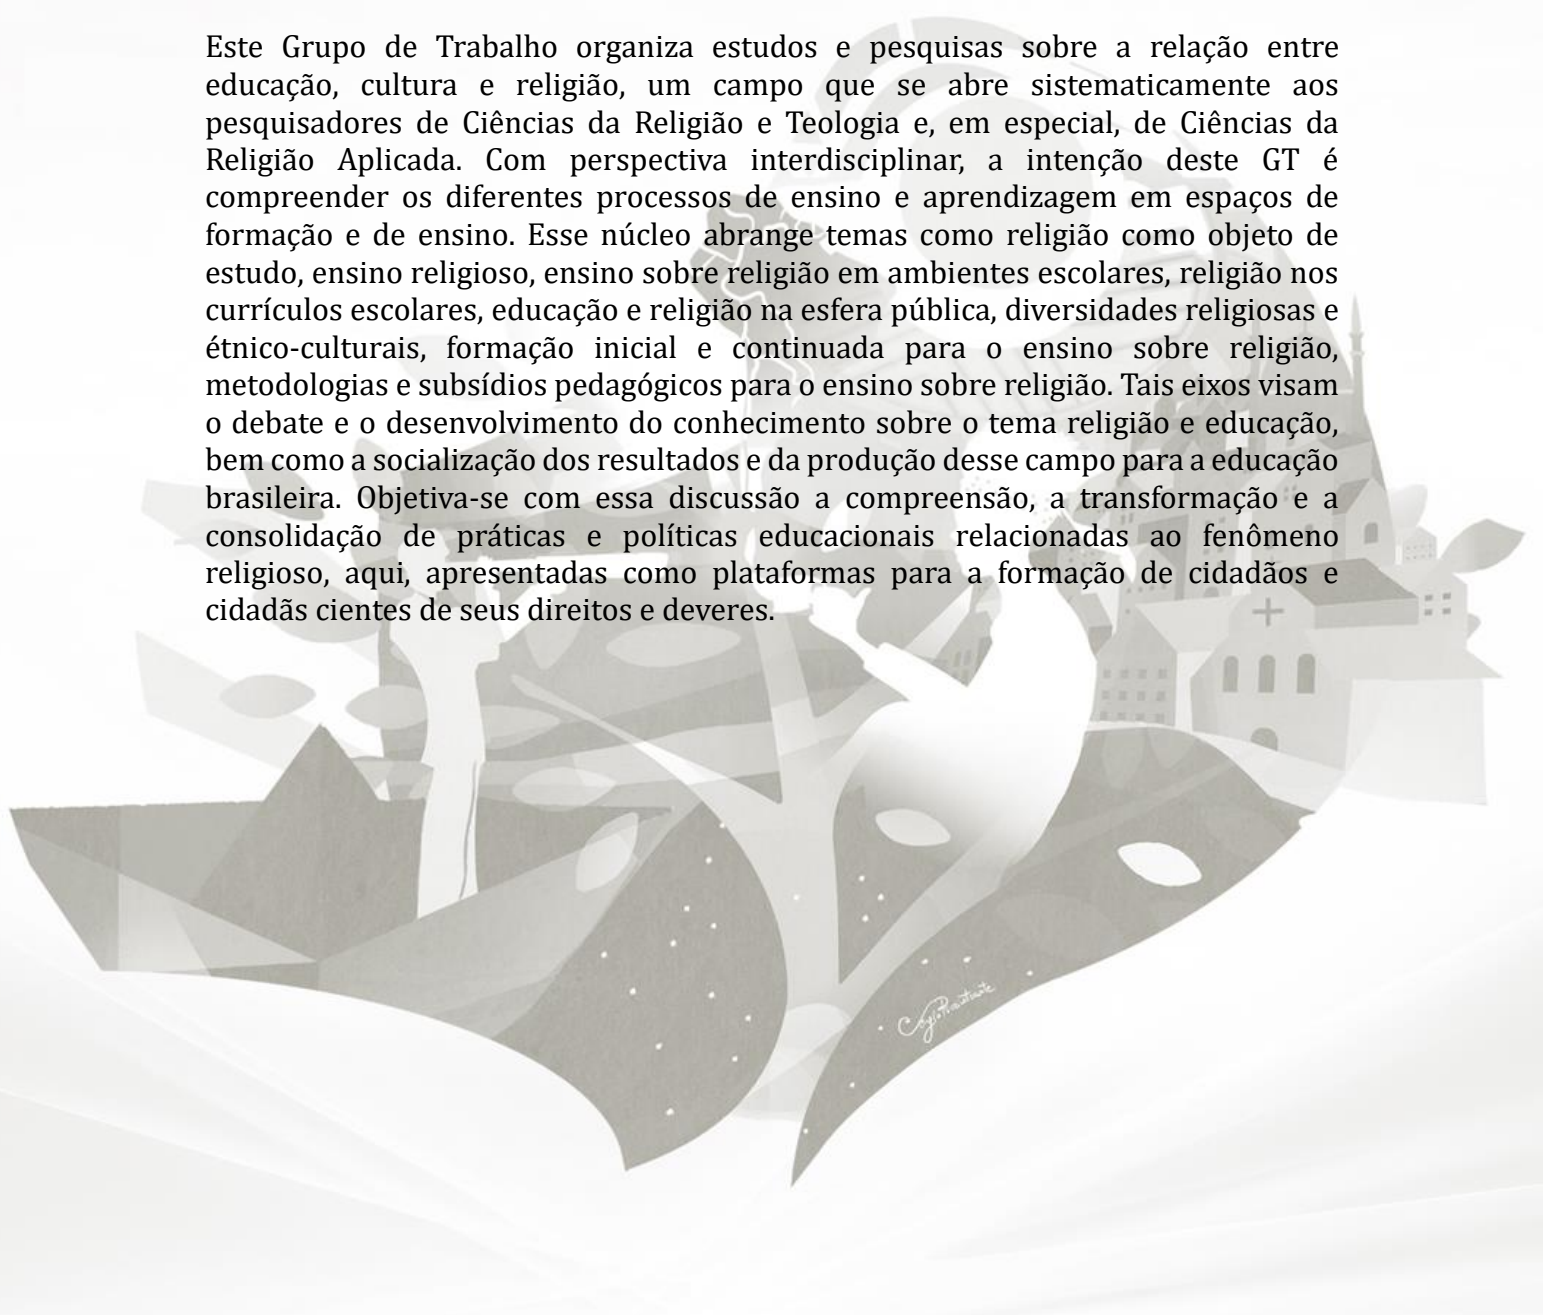 Este Grupo de Trabalho organiza estudos e pesquisas sobre a relação entre
educação, cultura e religião, um campo que se abre sistematicamente aos
pesquisadores de Ciências da Religião e Teologia e, em especial, de Ciências da
Religião Aplicada. Com perspectiva interdisciplinar, a intenção deste GT é
compreender os diferentes processos de ensino e aprendizagem em espaços de
formação e de ensino. Esse núcleo abrange temas como religião como objeto de
estudo, ensino religioso, ensino sobre religião em ambientes escolares, religião nos
currículos escolares, educação e religião na esfera pública, diversidades religiosas e
étnico-culturais, formação inicial e continuada para o ensino sobre religião,
metodologias e subsídios pedagógicos para o ensino sobre religião. Tais eixos visam
o debate e o desenvolvimento do conhecimento sobre o tema religião e educação,
bem como a socialização dos resultados e da produção desse campo para a educação
brasileira. Objetiva-se com essa discussão a compreensão, a transformação e a
consolidação de práticas e políticas educacionais relacionadas ao fenômeno
religioso, aqui, apresentadas como plataformas para a formação de cidadãos e
cidadãs cientes de seus direitos e deveres.